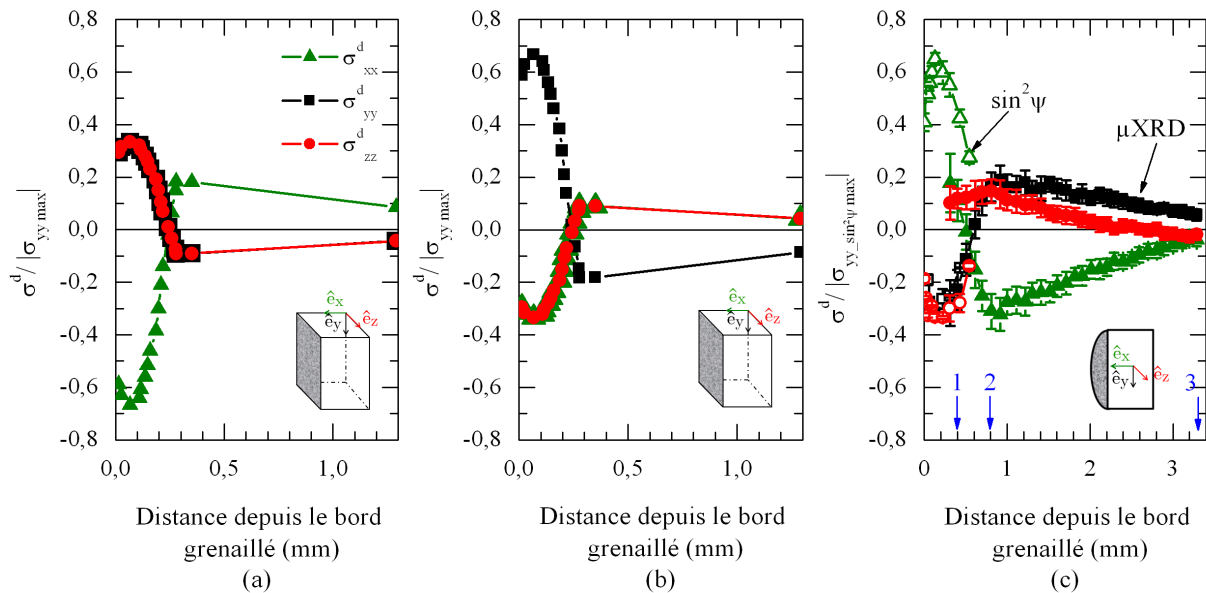 0,8
0,6
0,4
0,2
0,0
-0,2
-0,4
-0,6
-0,8
σ^d/ |σ_yy max|
σ^d_xx
σ^d_yy
σ^d_zz
ê_x
ê_y
ê_z
0,0 0,5 1,0
Distance depuis le bord
grenaillé (mm)
(a)
0,8
0,6
0,4
0,2
0,0
-0,2
-0,4
-0,6
-0,8
σ^d/ |σ_yy max|
ê_x
ê_y
ê_z
0,0 0,5 1,0
Distance depuis le bord
grenaillé (mm)
(b)
0,8
0,6
0,4
0,2
0,0
-0,2
-0,4
-0,6
-0,8
σ^d/ |σ_yy_sin²ψ max|
sin²ψ
μXRD
ê_x
ê_y
ê_z
1 2 3
0 1 2 3
Distance depuis le bord
grenaillé (mm)
(c)